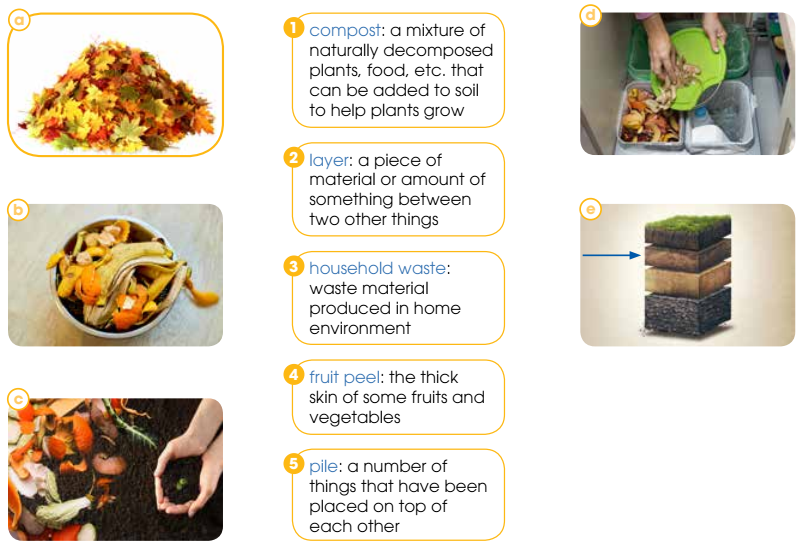 a
1 compost: a mixture of
naturally decomposed
plants, food, etc. that
can be added to soil
to help plants grow
d
2 layer: a piece of
material or amount of
something between
two other things
b
e
3 household waste:
waste material
produced in home
environment
4 fruit peel: the thick
skin of some fruits and
vegetables
c
5 pile: a number of
things that have been
placed on top of
each other